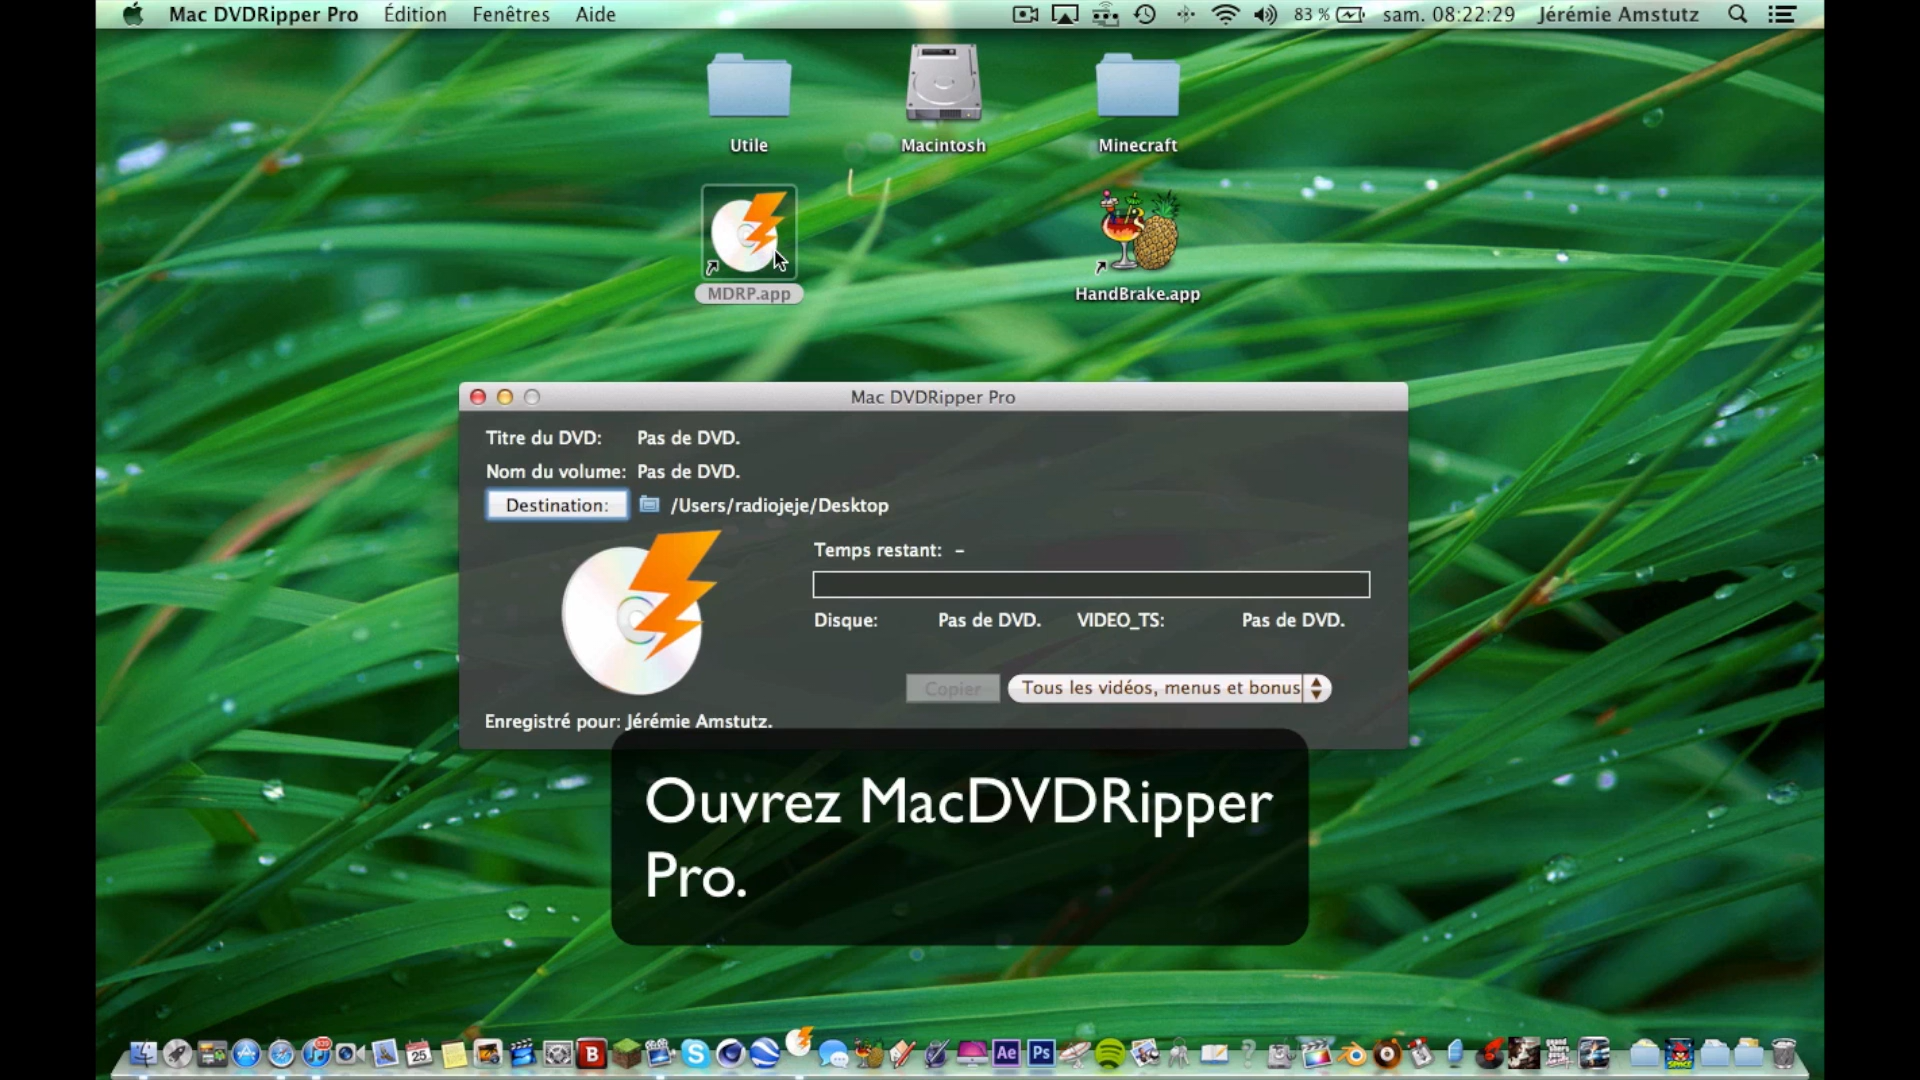 Mac DVDRipper Pro Édition Fenêtres Aide 83 % sam. 08:22:29 Jérémie Amstutz
Utile Macintosh Minecraft
MDRP.app HandBrake.app
Mac DVDRipper Pro
Titre du DVD: Pas de DVD.
Nom du volume: Pas de DVD.
Destination: /Users/radiojeje/Desktop
Temps restant: –
Disque: Pas de DVD. VIDEO_TS: Pas de DVD.
Copier Tous les vidéos, menus et bonus
Enregistré pour: Jérémie Amstutz.
Ouvrez MacDVDRipper
Pro.
25 B S Ae Ps